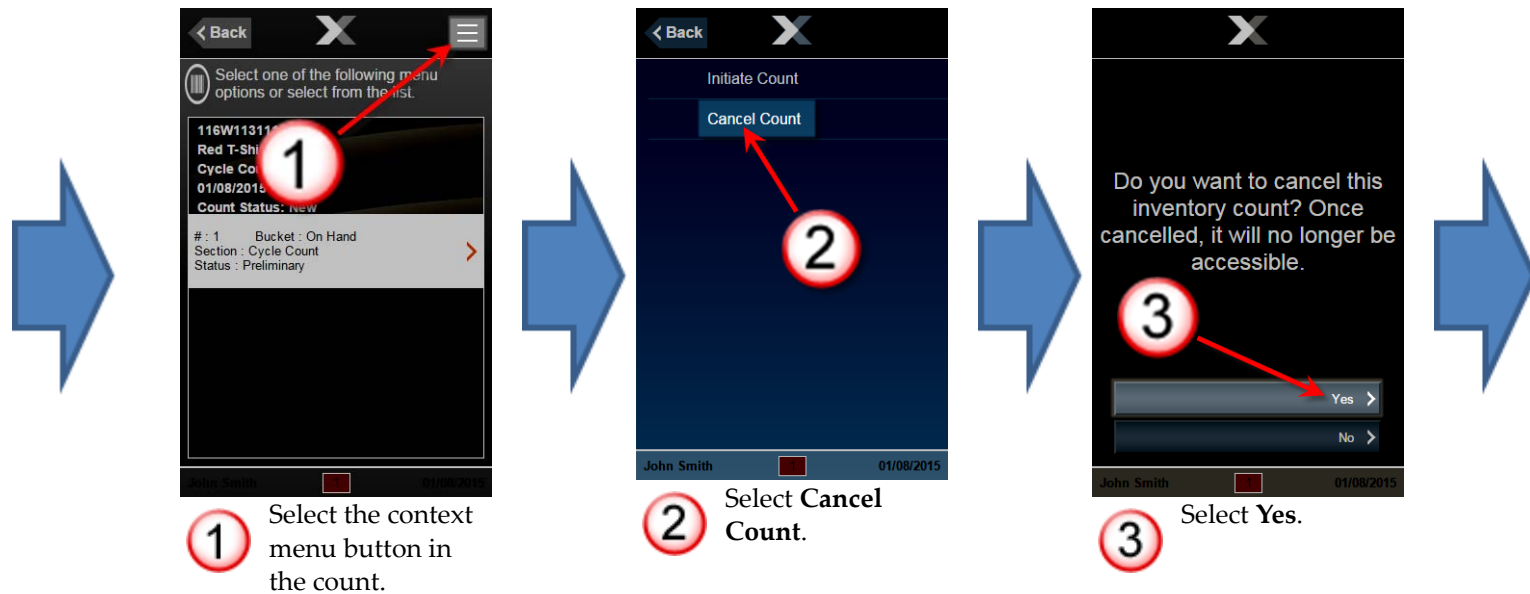 Back
Select one of the following menu
options or select from the list.
116W11311
Red T-Shi
Cycle Co
01/08/2015
Count Status: New
# : 1 Bucket : On Hand
Section : Cycle Count
Status : Preliminary
John Smith 1 01/08/2015
1
1
Select the context
menu button in
the count.
Back
Initiate Count
Cancel Count
2
John Smith 1 01/08/2015
2
Select Cancel
Count.
Do you want to cancel this
inventory count? Once
cancelled, it will no longer be
accessible.
3
Yes
No
John Smith 1 01/08/2015
3
Select Yes.